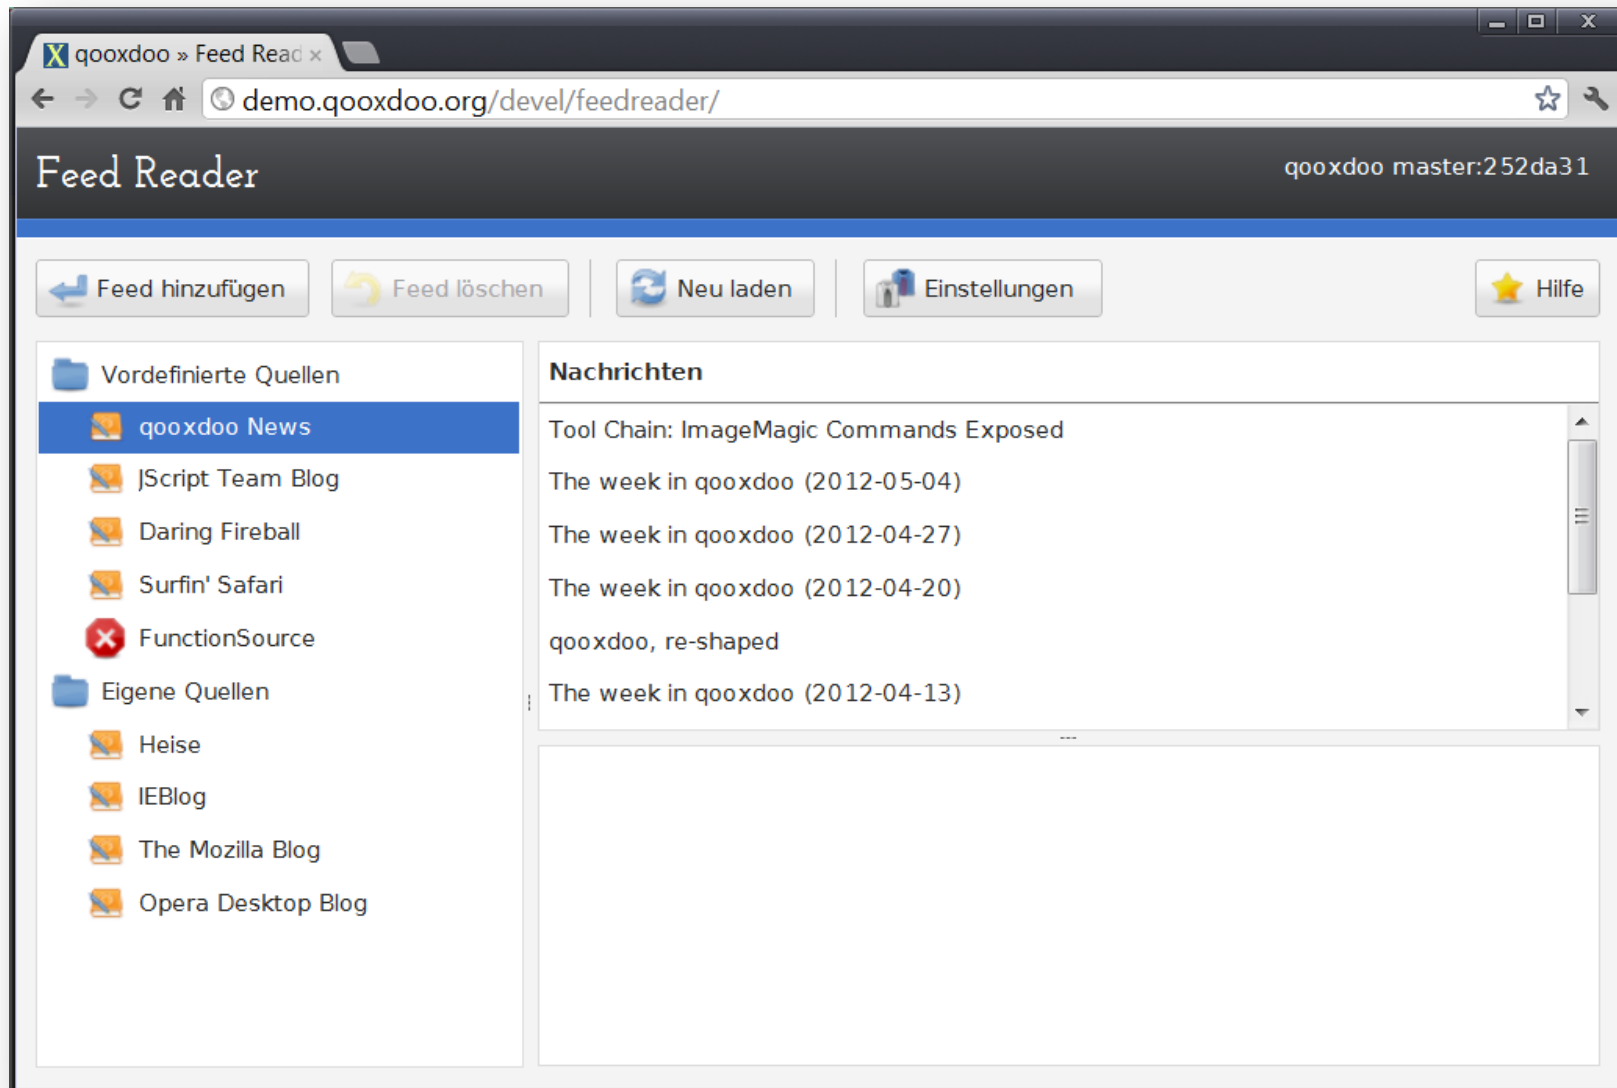 qooxdoo » Feed Read
demo.qooxdoo.org/devel/feedreader/
Feed Reader
qooxdoo master:252da31
Feed hinzufügen
Feed löschen
Neu laden
Einstellungen
Hilfe
Vordefinierte Quellen
qooxdoo News
JScript Team Blog
Daring Fireball
Surfin' Safari
FunctionSource
Eigene Quellen
Heise
IEBlog
The Mozilla Blog
Opera Desktop Blog
Nachrichten
Tool Chain: ImageMagic Commands Exposed
The week in qooxdoo (2012-05-04)
The week in qooxdoo (2012-04-27)
The week in qooxdoo (2012-04-20)
qooxdoo, re-shaped
The week in qooxdoo (2012-04-13)